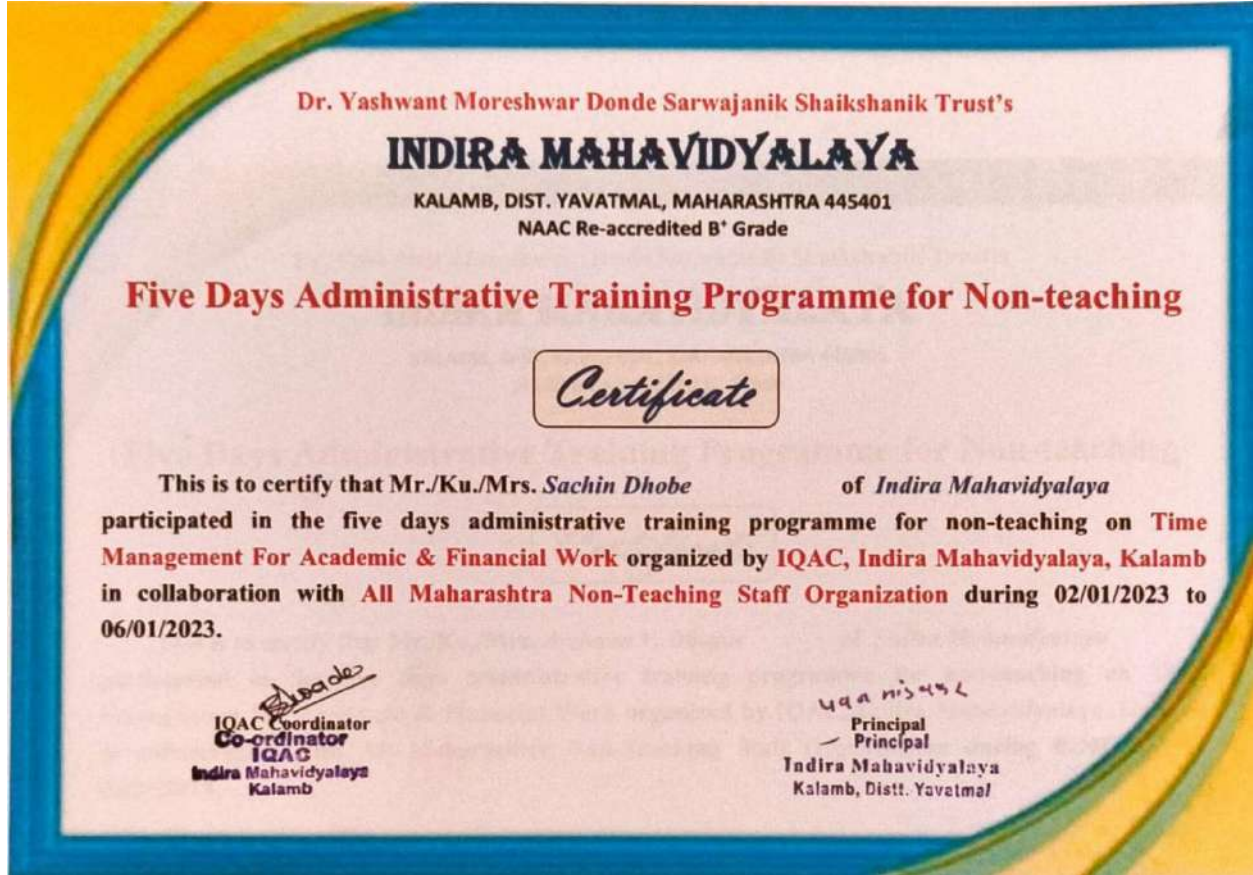 Dr. Yashwant Moreshwar Donde Sarwajanik Shaikshanik Trust's
INDIRA MAHAVIDYALAYA
KALAMB, DIST. YAVATMAL, MAHARASHTRA 445401
NAAC Re-accredited B+ Grade
Five Days Administrative Training Programme for Non-teaching
Certificate
This is to certify that Mr./Ku./Mrs. Sachin Dhobe of Indira Mahavidyalaya
participated in the five days administrative training programme for non-teaching on Time
Management For Academic & Financial Work organized by IQAC, Indira Mahavidyalaya, Kalamb
in collaboration with All Maharashtra Non-Teaching Staff Organization during 02/01/2023 to
06/01/2023.
IQAC Coordinator
Co-ordinator
IQAC
Indira Mahavidyalaya
Kalamb
Principal
Principal
Indira Mahavidyalaya
Kalamb, Distt. Yavatmal